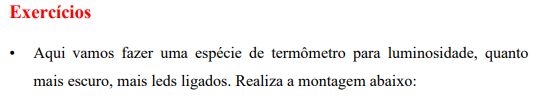 Exercícios
• Aqui vamos fazer uma espécie de termômetro para luminosidade, quanto
mais escuro, mais leds ligados. Realiza a montagem abaixo: